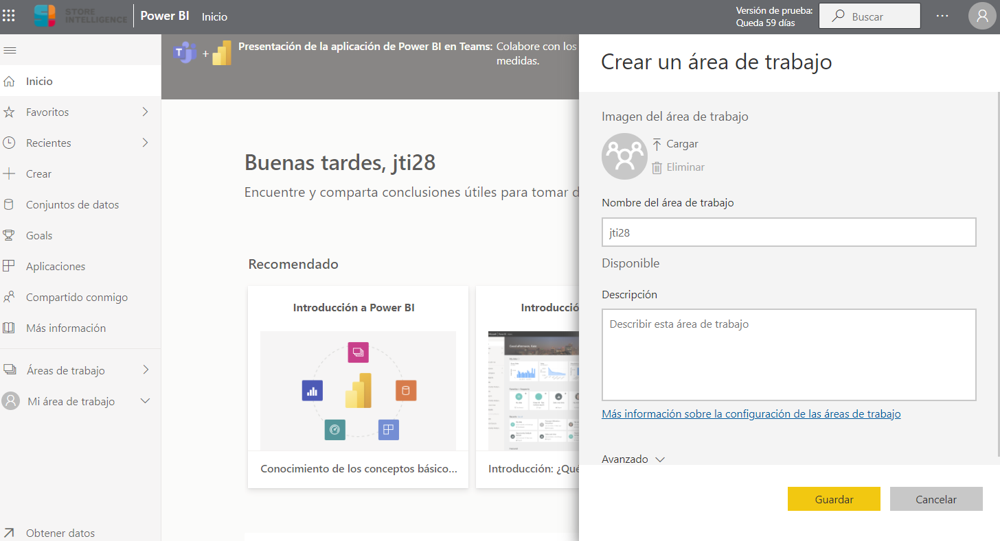 STORE
INTELLIGENCE
Power BI
Inicio
Versión de prueba:
Queda 59 días
Buscar
Presentación de la aplicación de Power BI en Teams: Colabore con los
medidas.
Inicio
Favoritos
Recientes
Crear
Conjuntos de datos
Goals
Aplicaciones
Compartido conmigo
Más información
Áreas de trabajo
Mi área de trabajo
Obtener datos
Buenas tardes, jti28
Encuentre y comparta conclusiones útiles para tomar d
Recomendado
Introducción a Power BI
Conocimiento de los conceptos básico...
Introducció
Introducción: ¿Qué
Crear un área de trabajo
Imagen del área de trabajo
Cargar
Eliminar
Nombre del área de trabajo
jti28
Disponible
Descripción
Describir esta área de trabajo
Más información sobre la configuración de las áreas de trabajo
Avanzado
Guardar
Cancelar